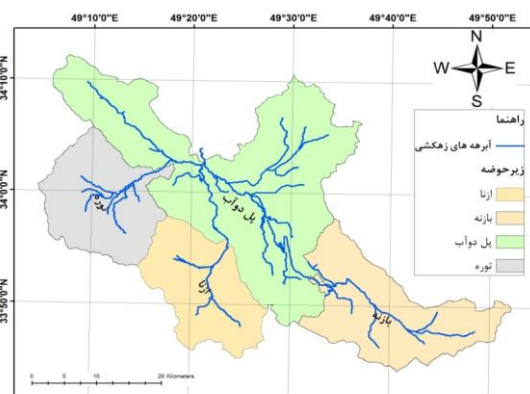 49°10'0"E 49°20'0"E 49°30'0"E 49°40'0"E 49°50'0"E
34°10'0"N
34°0'0"N
33°50'0"N
N
W E
S
راهنما
آبرهه های زهکشی
زیرحوضه
ازنا
بازنه
پل دوآب
توره
توره
پل دوآب
ازنا
بازنه
0 5 10 20 Kilometers